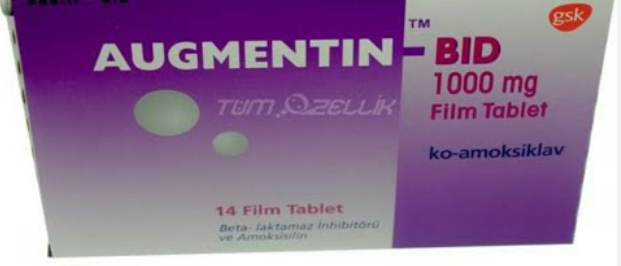 gsk
AUGMENTIN™-BID
1000 mg
Film Tablet
TÜM ÖZELLİK
ko-amoksiklav
14 Film Tablet
Beta- laktamaz İnhibitörü
ve Amoksisilin